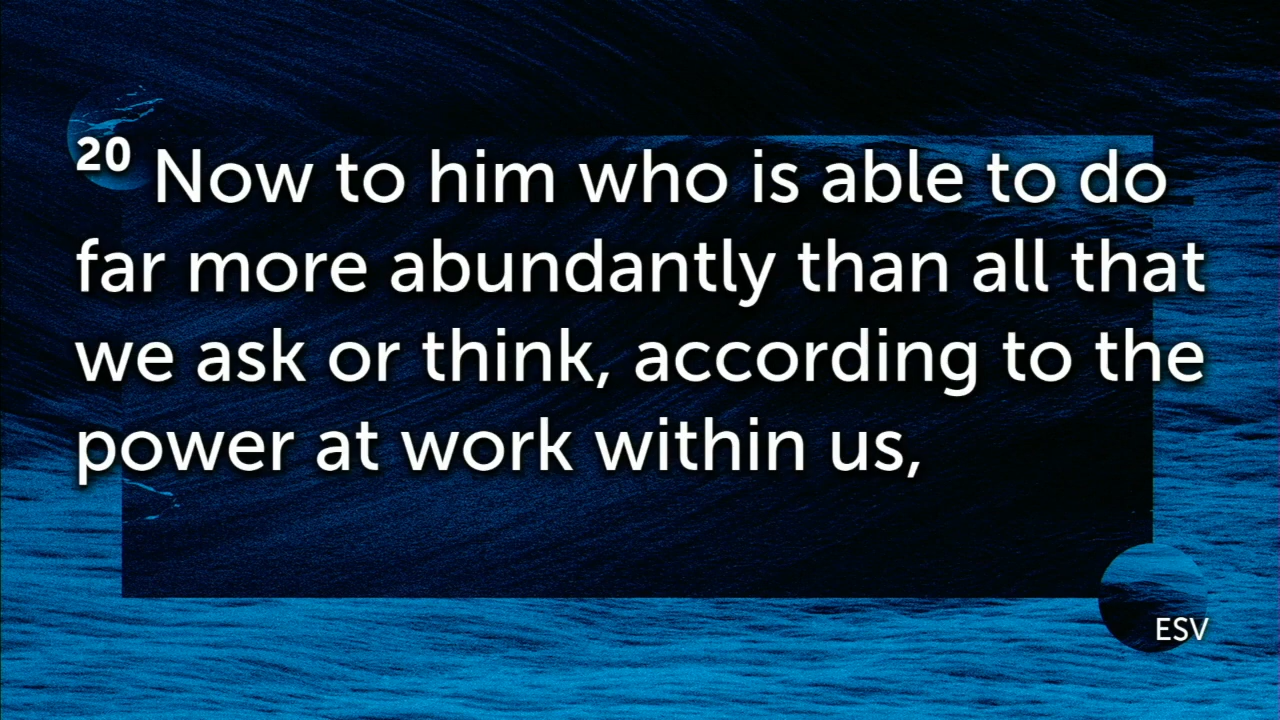 20 Now to him who is able to do
far more abundantly than all that
we ask or think, according to the
power at work within us,
ESV